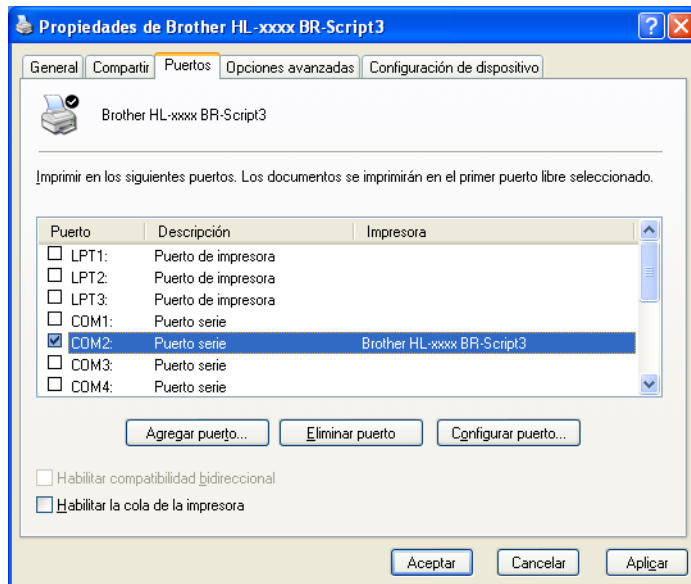 Propiedades de Brother HL-xxxx BR-Script3
General Compartir Puertos Opciones avanzadas Configuración de dispositivo
Brother HL-xxxx BR-Script3
Imprimir en los siguientes puertos. Los documentos se imprimirán en el primer puerto libre seleccionado.
Puerto Descripción Impresora
LPT1: Puerto de impresora
LPT2: Puerto de impresora
LPT3: Puerto de impresora
COM1: Puerto serie
COM2: Puerto serie Brother HL-xxxx BR-Script3
COM3: Puerto serie
COM4: Puerto serie
Agregar puerto... Eliminar puerto Configurar puerto...
Habilitar compatibilidad bidireccional
Habilitar la cola de la impresora
Aceptar Cancelar Aplicar